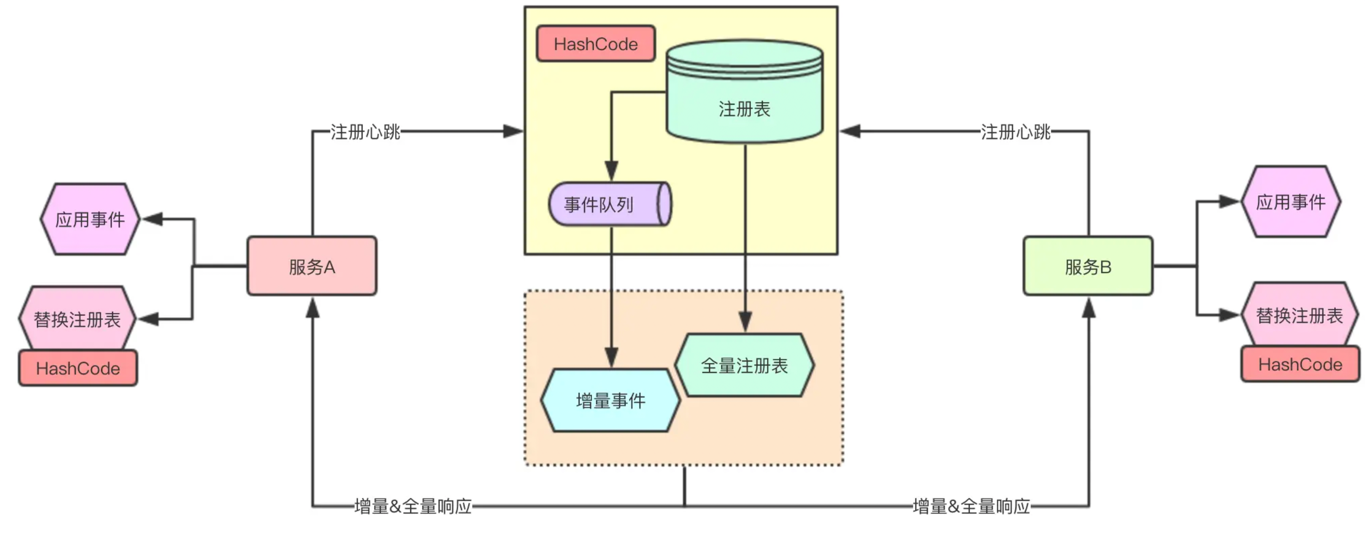 HashCode
注册表
注册心跳
注册心跳
事件队列
应用事件
应用事件
服务A
服务B
替换注册表
HashCode
替换注册表
HashCode
全量注册表
增量事件
增量&全量响应
增量&全量响应